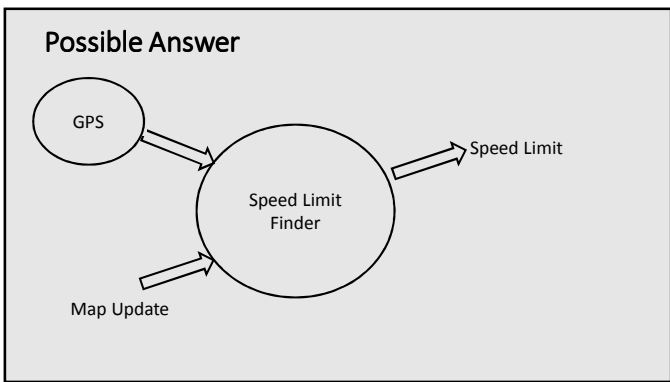 Possible Answer
GPS
Speed Limit
Speed Limit
Finder
Map Update